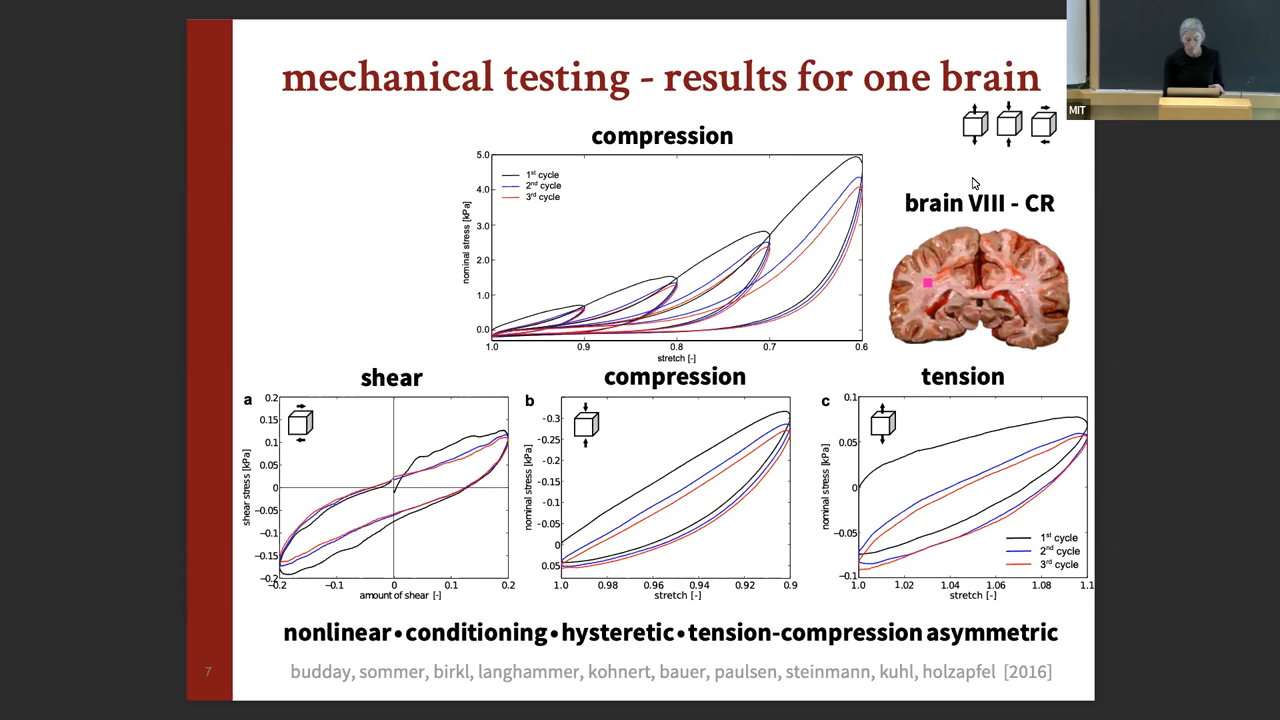 mechanical testing - results for one brain
MIT
compression
5.0
4.0
3.0
2.0
1.0
0.0
nominal stress [kPa]
1st cycle
2nd cycle
3rd cycle
1.0 0.9 0.8 0.7 0.6
stretch [-]
brain VIII - CR
shear
a
0.2
0.15
0.1
0.05
0
-0.05
-0.1
-0.15
-0.2
shear stress [kPa]
-0.2 -0.1 0 0.1 0.2
amount of shear [-]
compression
b
-0.3
-0.25
-0.2
-0.15
-0.1
-0.05
0
0.05
nominal stress [kPa]
1.0 0.98 0.96 0.94 0.92 0.9
stretch [-]
tension
c
0.1
0.05
0
-0.05
-0.1
nominal stress [kPa]
1st cycle
2nd cycle
3rd cycle
1.0 1.02 1.04 1.06 1.08 1.1
stretch [-]
nonlinear • conditioning • hysteretic • tension-compression asymmetric
7
budday, sommer, birkl, langhammer, kohnert, bauer, paulsen, steinmann, kuhl, holzapfel [2016]